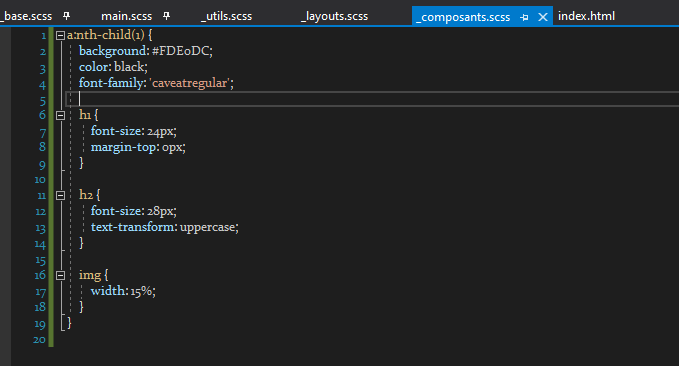 _base.scss main.scss _utils.scss _layouts.scss _composants.scss index.html
1 a:nth-child(1) {
2 background: #FDE0DC;
3 color: black;
4 font-family: 'caveatregular';
5
6 h1 {
7 font-size: 24px;
8 margin-top: 0px;
9 }
10
11 h2 {
12 font-size: 28px;
13 text-transform: uppercase;
14 }
15
16 img {
17 width: 15%;
18 }
19 }
20